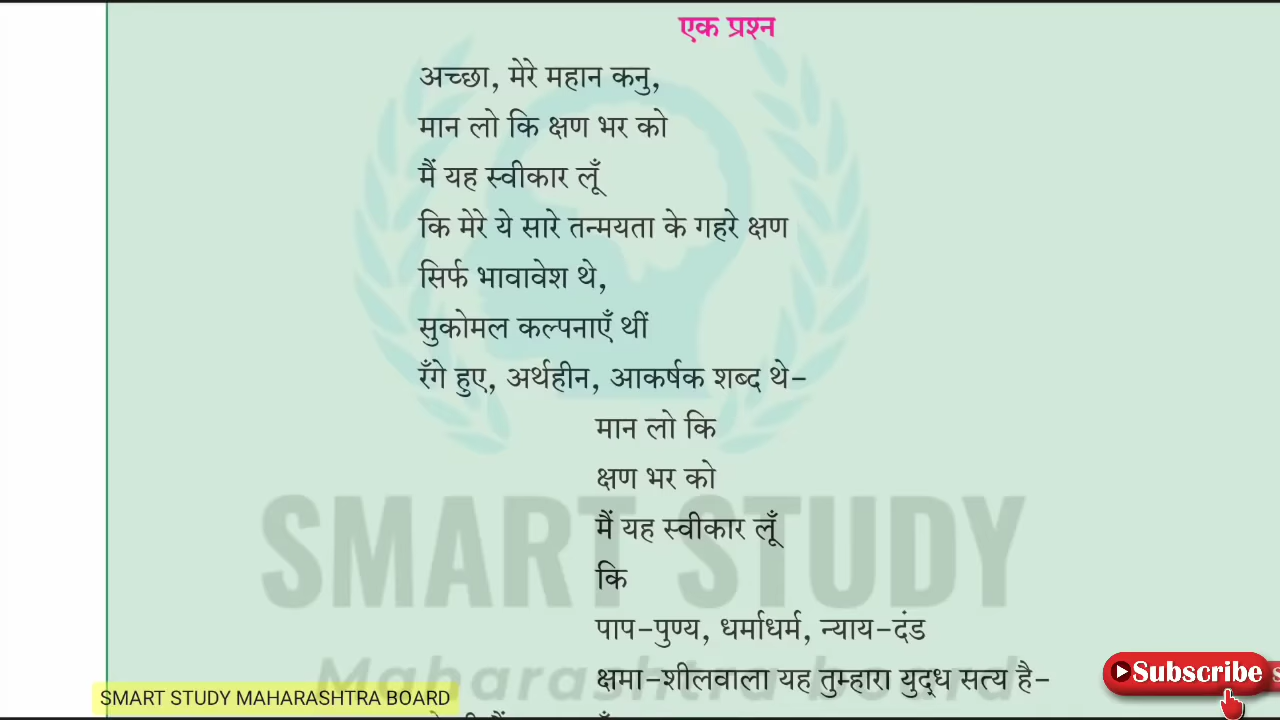 एक प्रश्न
अच्छा, मेरे महान कनु,
मान लो कि क्षण भर को
मैं यह स्वीकार लूँ
कि मेरे ये सारे तन्मयता के गहरे क्षण
सिर्फ भावावेश थे,
सुकोमल कल्पनाएँ थीं
रँगे हुए, अर्थहीन, आकर्षक शब्द थे-
मान लो कि
क्षण भर को
मैं यह स्वीकार लूँ
कि
पाप-पुण्य, धर्माधर्म, न्याय-दंड
क्षमा-शीलवाला यह तुम्हारा युद्ध सत्य है-
SMART STUDY
Maharashtra board
Subscribe
SMART STUDY MAHARASHTRA BOARD